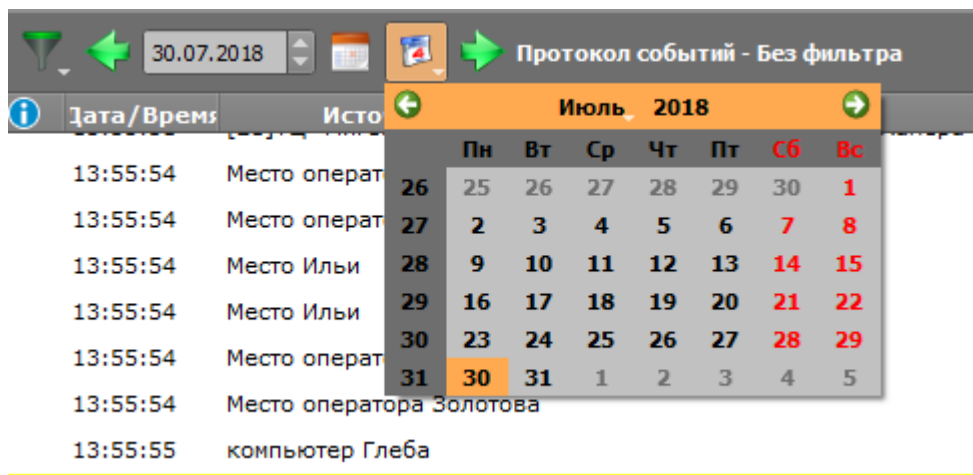 30.07.2018 Протокол событий - Без фильтра
Дата/Время Исто
Июль 2018
Пн Вт Ср Чт Пт Сб Вс
26 25 26 27 28 29 30 1
27 2 3 4 5 6 7 8
28 9 10 11 12 13 14 15
29 16 17 18 19 20 21 22
30 23 24 25 26 27 28 29
31 30 31 1 2 3 4 5
13:55:54 Место операт
13:55:54 Место операт
13:55:54 Место Ильи
13:55:54 Место Ильи
13:55:54 Место операт
13:55:54 Место оператора Золотова
13:55:55 компьютер Глеба